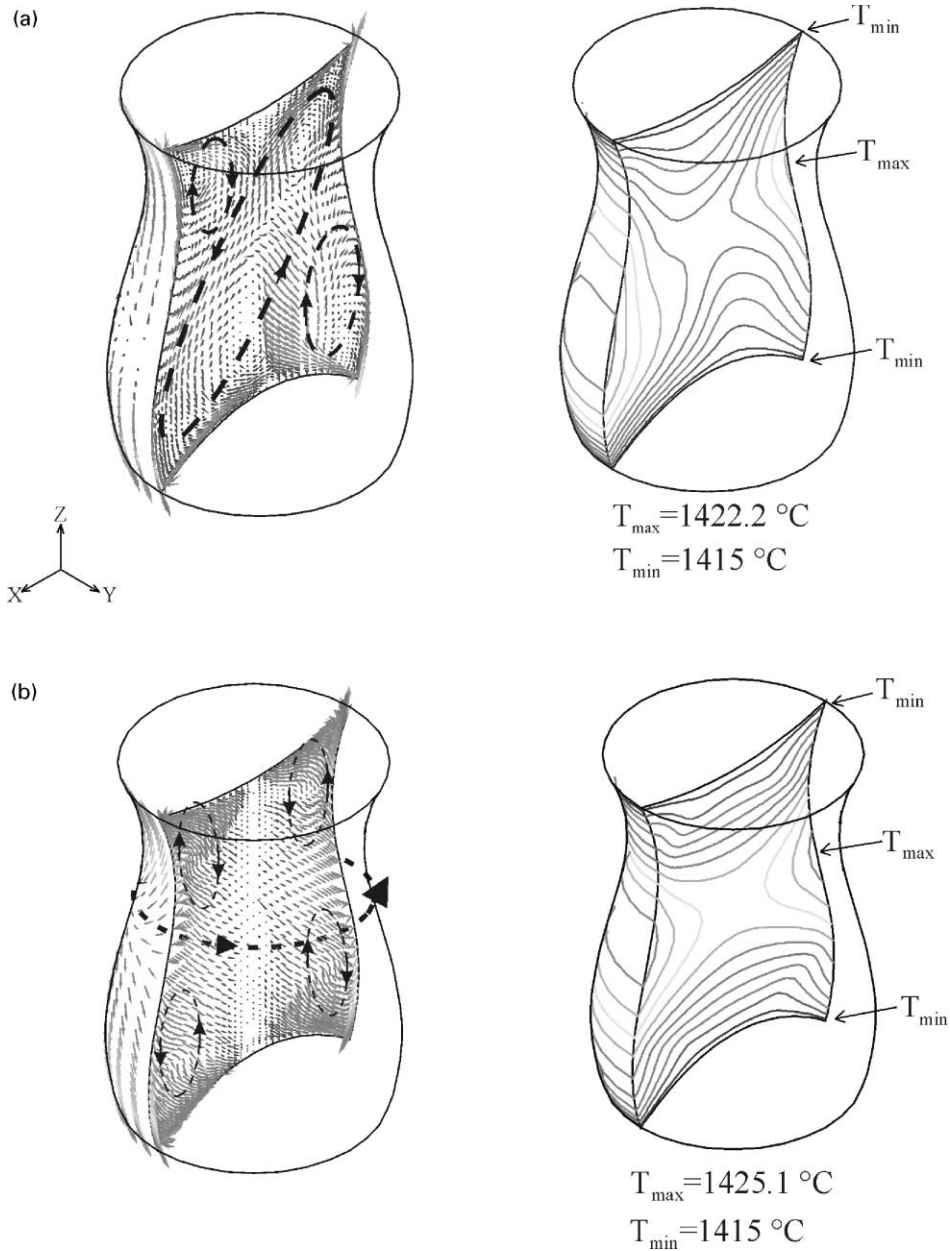 (a)
T_min
T_max
T_min
T_max=1422.2 °C
T_min=1415 °C
Z
X
Y
(b)
T_min
T_max
T_min
T_max=1425.1 °C
T_min=1415 °C